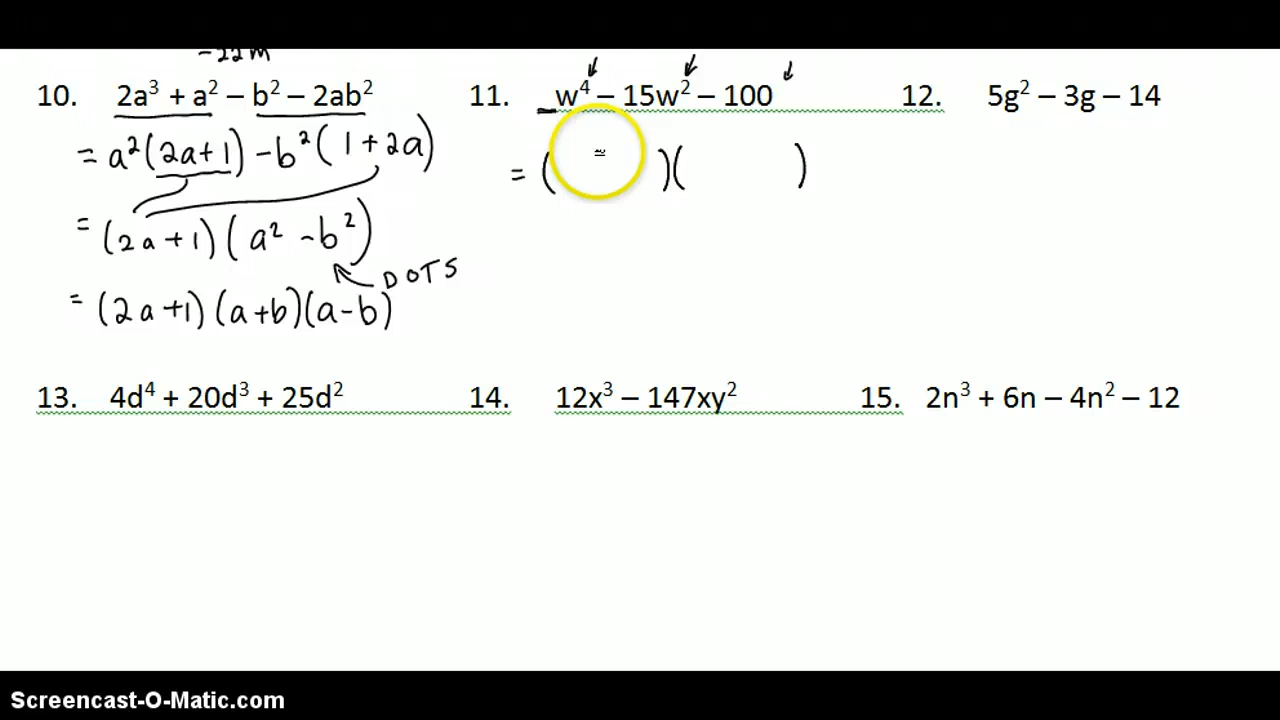 -22m
10. 2a³ + a² – b² – 2ab²
= a²(2a+1) -b²(1+2a)
= (2a+1)(a² -b²)
DOTS
= (2a+1)(a+b)(a-b)
11. w⁴ – 15w² – 100
= ( )( )
12. 5g² – 3g – 14
13. 4d⁴ + 20d³ + 25d²
14. 12x³ – 147xy²
15. 2n³ + 6n – 4n² – 12
Screencast-O-Matic.com